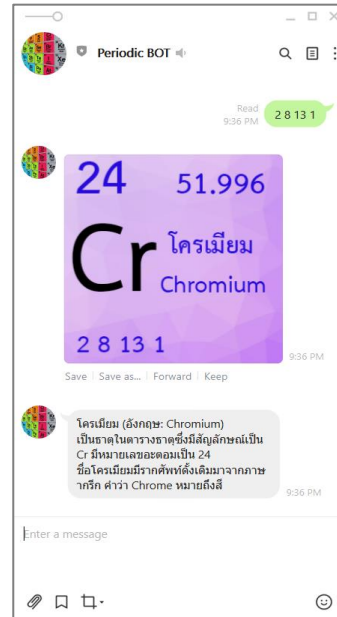 Periodic BOT
Read
9:36 PM
2 8 13 1
24 51.996
Cr
โครเมียม
Chromium
2 8 13 1
9:36 PM
Save Save as... Forward Keep
โครเมียม (อังกฤษ: Chromium)
เป็นธาตุในตารางธาตุซึ่งมีสัญลักษณ์เป็น
Cr มีหมายเลขอะตอมเป็น 24
ชื่อโครเมียมมีรากศัพท์ดั้งเดิมมาจากภาษ
ากรีก คำว่า Chrome หมายถึงสี
9:36 PM
Enter a message